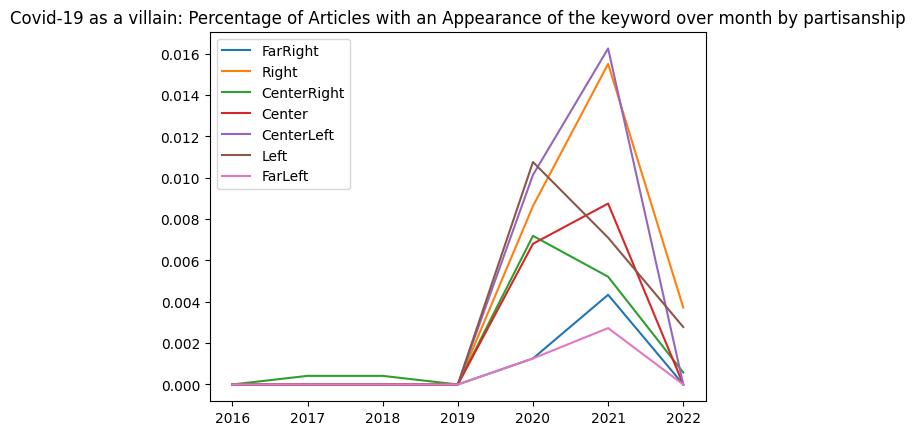 Covid-19 as a villain: Percentage of Articles with an Appearance of the keyword over month by partisanship
FarRight
Right
CenterRight
Center
CenterLeft
Left
FarLeft
0.016
0.014
0.012
0.010
0.008
0.006
0.004
0.002
0.000
2016 2017 2018 2019 2020 2021 2022